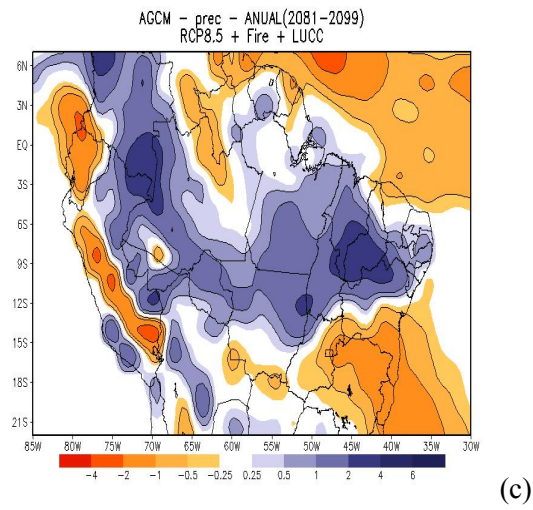 AGCM – prec – ANUAL(2081–2099)
RCP8.5 + Fire + LUCC
6N
3N
EQ
3S
6S
9S
12S
15S
18S
21S
85W 80W 75W 70W 65W 60W 55W 50W 45W 40W 35W 30W
-4 -2 -1 -0.5 -0.25 0.25 0.5 1 2 4 6
(c)